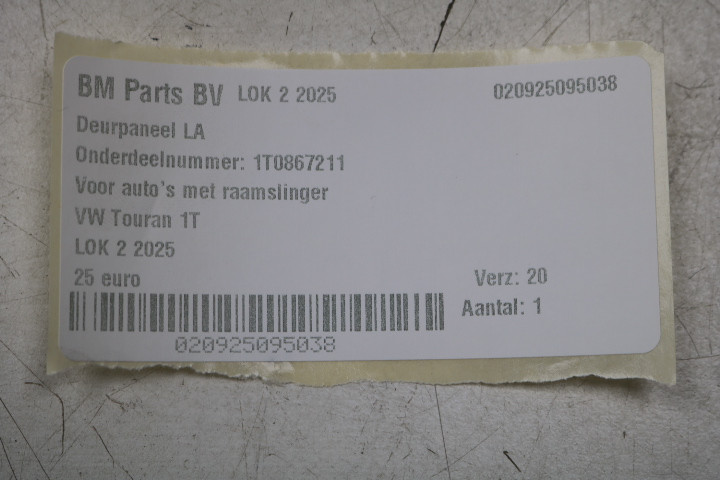 BM Parts BV LOK 2 2025 020925095038
Deurpaneel LA
Onderdeelnummer: 1T0867211
Voor auto's met raamslinger
VW Touran 1T
LOK 2 2025
25 euro Verz: 20
Aantal: 1
020925095038